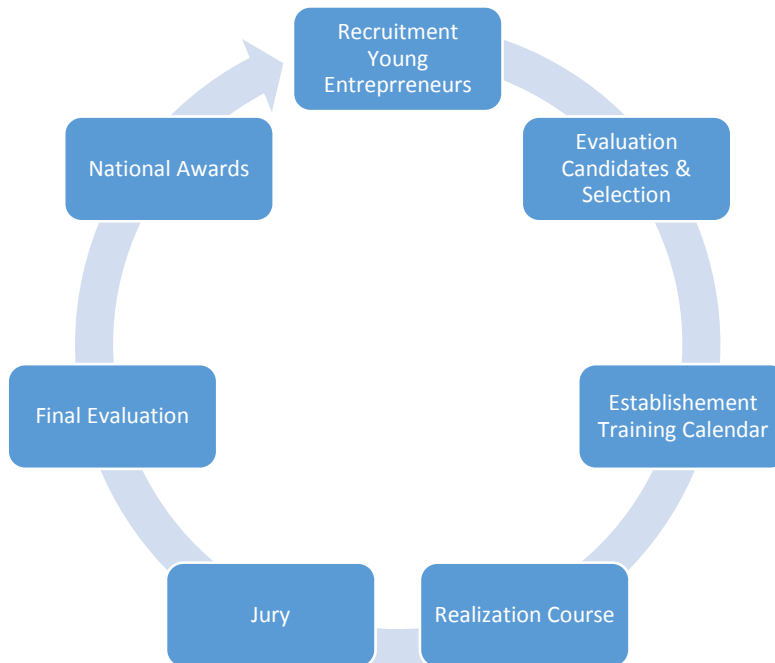 Recruitment
Young
Entreprreneurs
Evaluation
Candidates &
Selection
Establishement
Training Calendar
Realization Course
Jury
Final Evaluation
National Awards